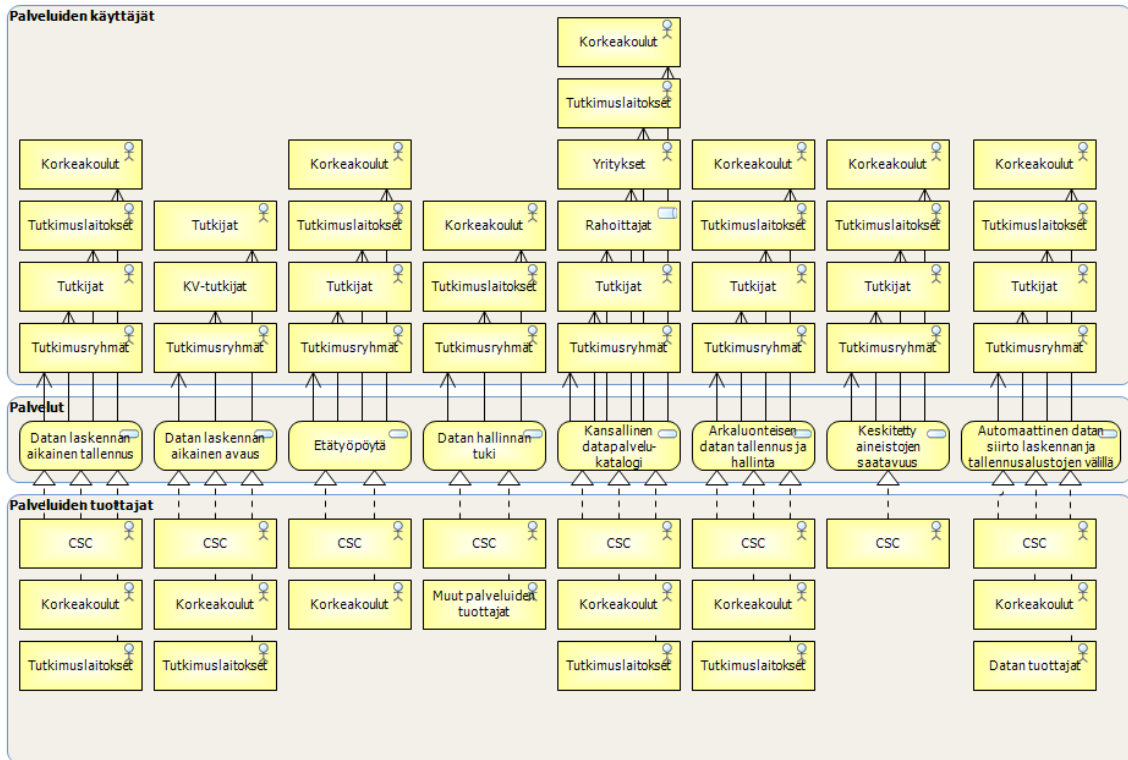 Palveluiden käyttäjät
Korkeakoulut
Tutkimuslaitokset
Korkeakoulut
Korkeakoulut
Yritykset
Korkeakoulut
Korkeakoulut
Korkeakoulut
Tutkimuslaitokset
Tutkijat
Tutkimuslaitokset
Korkeakoulut
Rahoittajat
Tutkimuslaitokset
Tutkimuslaitokset
Tutkimuslaitokset
Tutkijat
KV-tutkijat
Tutkijat
Tutkimuslaitokset
Tutkijat
Tutkijat
Tutkijat
Tutkijat
Tutkimusryhmät
Tutkimusryhmät
Tutkimusryhmät
Tutkimusryhmät
Tutkimusryhmät
Tutkimusryhmät
Tutkimusryhmät
Tutkimusryhmät
Palvelut
Datan laskennan
aikainen tallennus
Datan laskennan
aikainen avaus
Etätyöpöytä
Datan hallinnan
tuki
Kansallinen
datapalvelu-
katalogi
Arkaluonteisen
datan tallennus ja
hallinta
Keskitetty
aineistojen
saatavuus
Automaattinen datan
siirto laskennan ja
tallennusalustojen välillä
Palveluiden tuottajat
CSC
CSC
CSC
CSC
CSC
CSC
CSC
CSC
Korkeakoulut
Korkeakoulut
Korkeakoulut
Muut palveluiden
tuottajat
Korkeakoulut
Korkeakoulut
Korkeakoulut
Tutkimuslaitokset
Tutkimuslaitokset
Tutkimuslaitokset
Tutkimuslaitokset
Datan tuottajat